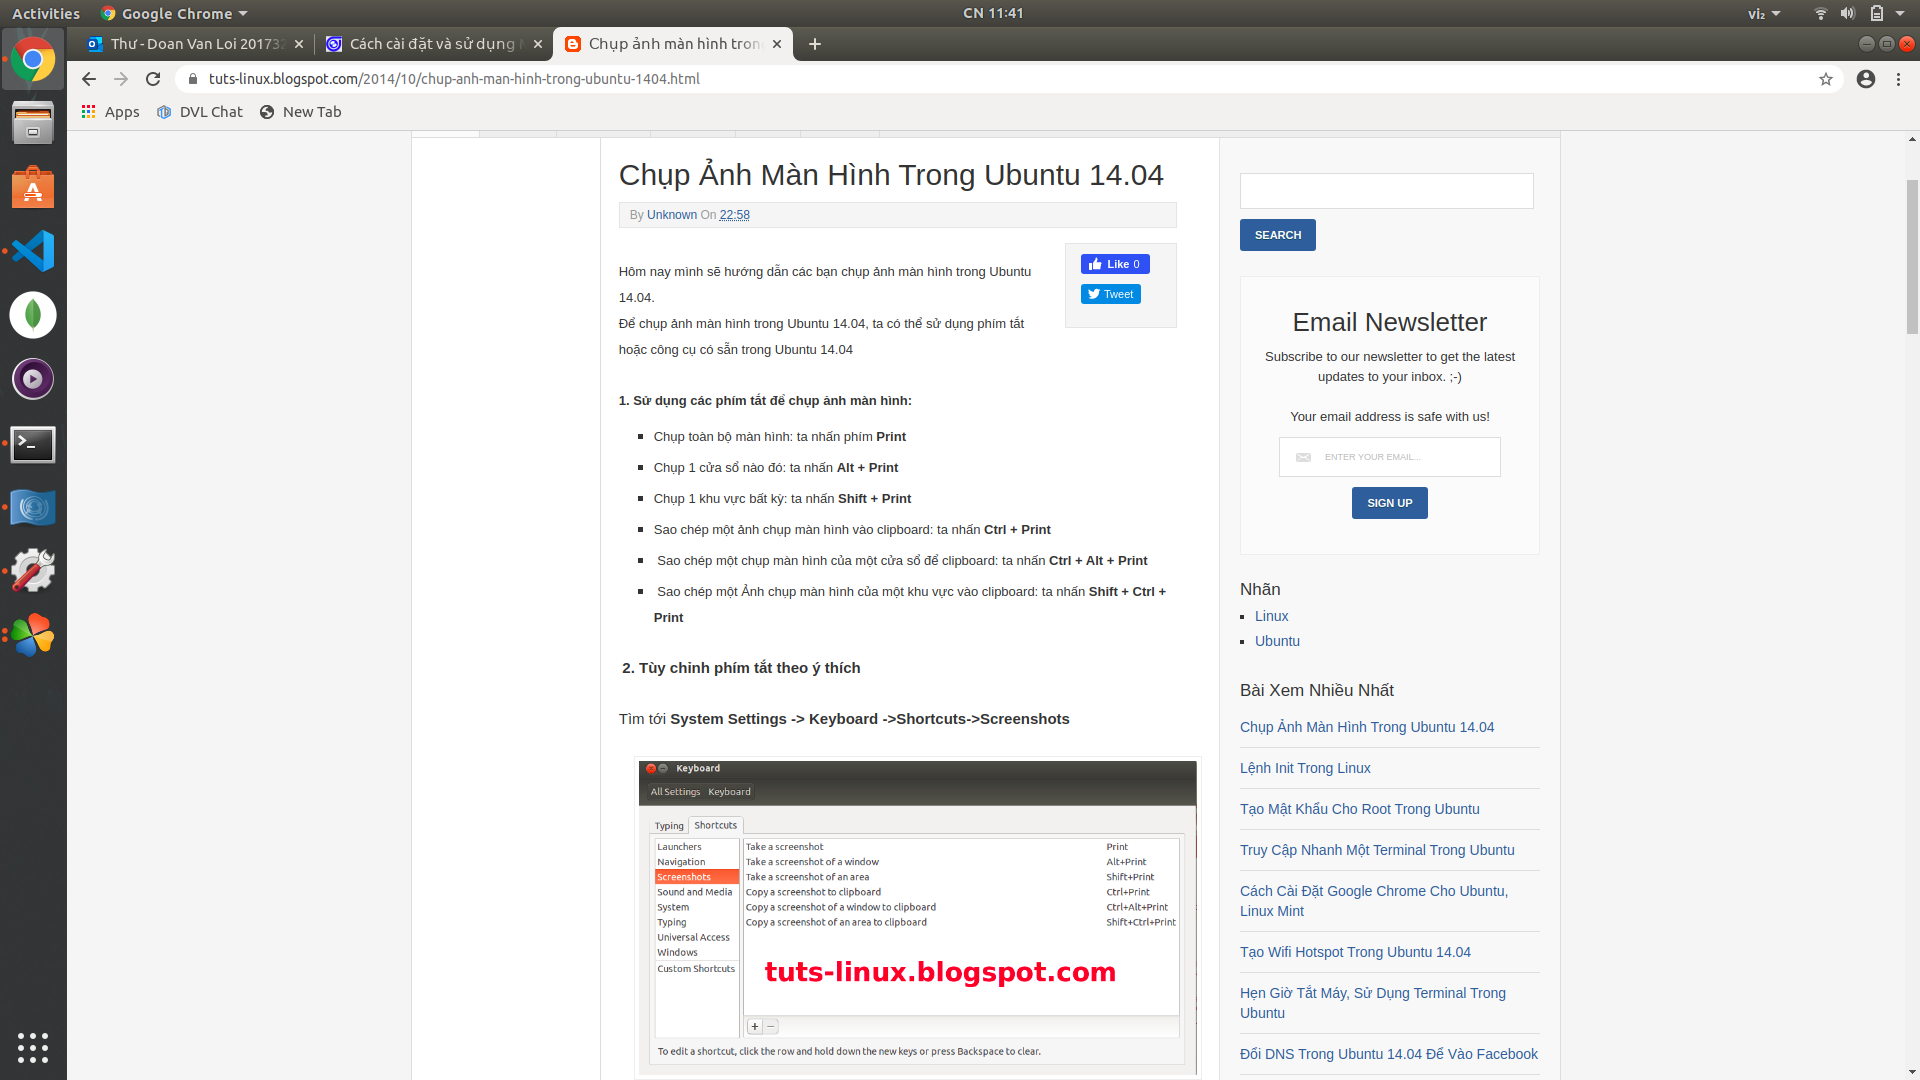 Activities
Google Chrome
CN 11:41
vi₂
Thư - Doan Van Loi 20173
Cách cài đặt và sử dụng
Chụp ảnh màn hình tron
tuts-linux.blogspot.com/2014/10/chup-anh-man-hinh-trong-ubuntu-1404.html
Apps
DVL Chat
New Tab
Chụp Ảnh Màn Hình Trong Ubuntu 14.04
By Unknown On 22:58
Like 0
Tweet
Hôm nay mình sẽ hướng dẫn các bạn chụp ảnh màn hình trong Ubuntu
14.04.
Để chụp ảnh màn hình trong Ubuntu 14.04, ta có thể sử dụng phím tắt
hoặc công cụ có sẵn trong Ubuntu 14.04
1. Sử dụng các phím tắt để chụp ảnh màn hình:
Chụp toàn bộ màn hình: ta nhấn phím Print
Chụp 1 cửa sổ nào đó: ta nhấn Alt + Print
Chụp 1 khu vực bất kỳ: ta nhấn Shift + Print
Sao chép một ảnh chụp màn hình vào clipboard: ta nhấn Ctrl + Print
Sao chép một chụp màn hình của một cửa sổ để clipboard: ta nhấn Ctrl + Alt + Print
Sao chép một Ảnh chụp màn hình của một khu vực vào clipboard: ta nhấn Shift + Ctrl +
Print
2. Tùy chỉnh phím tắt theo ý thích
Tìm tới System Settings -> Keyboard ->Shortcuts->Screenshots
Keyboard
All Settings Keyboard
Typing Shortcuts
Launchers
Navigation
Screenshots
Sound and Media
System
Typing
Universal Access
Windows
Custom Shortcuts
Take a screenshot Print
Take a screenshot of a window Alt+Print
Take a screenshot of an area Shift+Print
Copy a screenshot to clipboard Ctrl+Print
Copy a screenshot of a window to clipboard Ctrl+Alt+Print
Copy a screenshot of an area to clipboard Shift+Ctrl+Print
tuts-linux.blogspot.com
To edit a shortcut, click the row and hold down the new keys or press Backspace to clear.
SEARCH
Email Newsletter
Subscribe to our newsletter to get the latest
updates to your inbox. ;-)
Your email address is safe with us!
ENTER YOUR EMAIL...
SIGN UP
Nhãn
Linux
Ubuntu
Bài Xem Nhiều Nhất
Chụp Ảnh Màn Hình Trong Ubuntu 14.04
Lệnh Init Trong Linux
Tạo Mật Khẩu Cho Root Trong Ubuntu
Truy Cập Nhanh Một Terminal Trong Ubuntu
Cách Cài Đặt Google Chrome Cho Ubuntu,
Linux Mint
Tạo Wifi Hotspot Trong Ubuntu 14.04
Hẹn Giờ Tắt Máy, Sử Dụng Terminal Trong
Ubuntu
Đổi DNS Trong Ubuntu 14.04 Để Vào Facebook